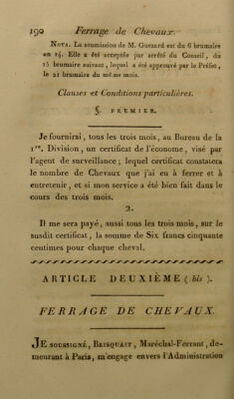 190 Ferrage de Chevaux.
NOTA. La soumission de M. Guenard est du 6 brumaire
an 14. Elle a été acceptée par arrêté du Conseil, du
15 brumaire suivant, lequel a été approuvé par le Préfet,
le 21 brumaire du même mois.
Clauses et Conditions particulières.
§. PREMIER.
Je fournirai, tous les trois mois, au Bureau de la
1re. Division, un certificat de l'économe, visé par
l'agent de surveillance; lequel certificat constatera
le nombre de Chevaux que j'ai eu à ferrer et à
entretenir, et si mon service a été bien fait dans le
cours des trois mois.
2.
Il me sera payé, aussi tous les trois mois, sur le
susdit certificat, la somme de Six francs cinquante
centimes pour chaque cheval.
ARTICLE DEUXIÈME (bis).
FERRAGE DE CHEVAUX.
JE SOUSSIGNÉ, BRISQUAIT, Maréchal-Ferrant, de-
meurant à Paris, m'engage envers l'Administration